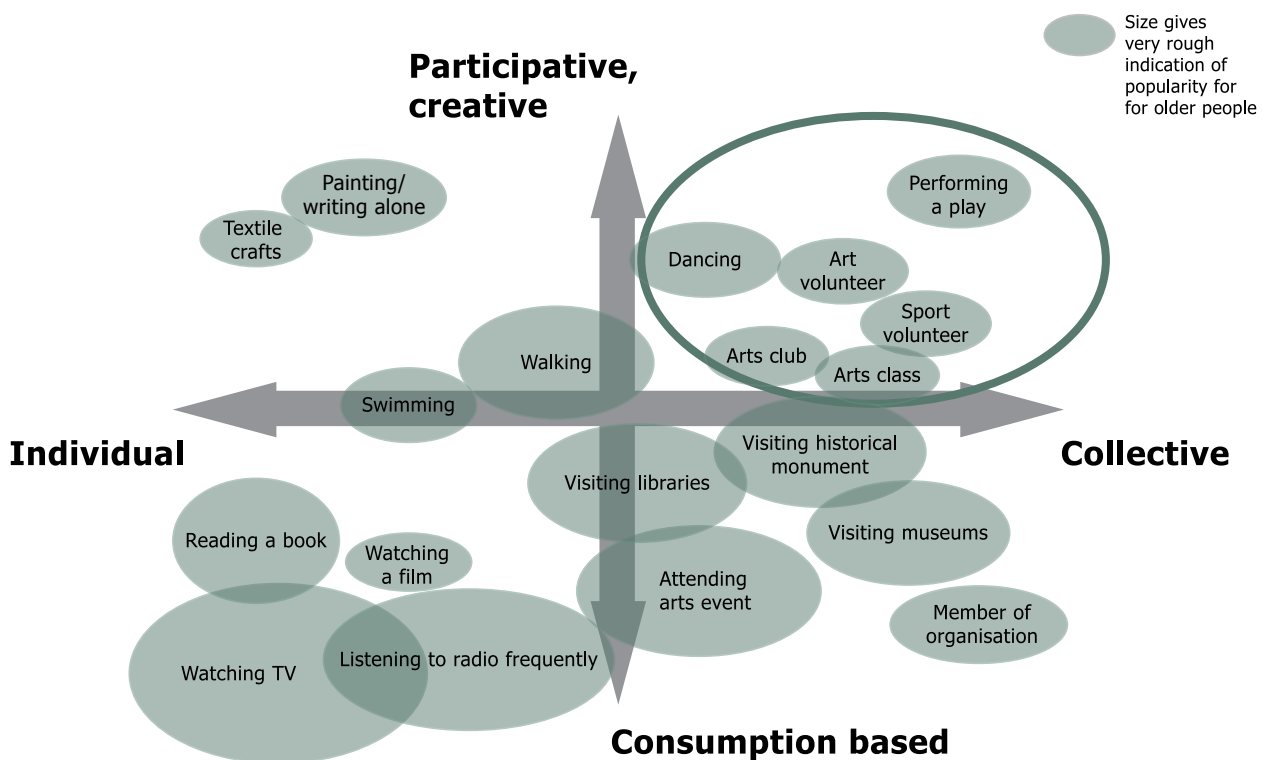 Size gives
very rough
indication of
popularity for
for older people
Participative,
creative
Painting/
writing alone
Textile
crafts
Performing
a play
Dancing
Art
volunteer
Sport
volunteer
Walking
Arts club
Arts class
Swimming
Individual
Collective
Visiting historical
monument
Visiting libraries
Reading a book
Watching
a film
Visiting museums
Attending
arts event
Member of
organisation
Watching TV
Listening to radio frequently
Consumption based